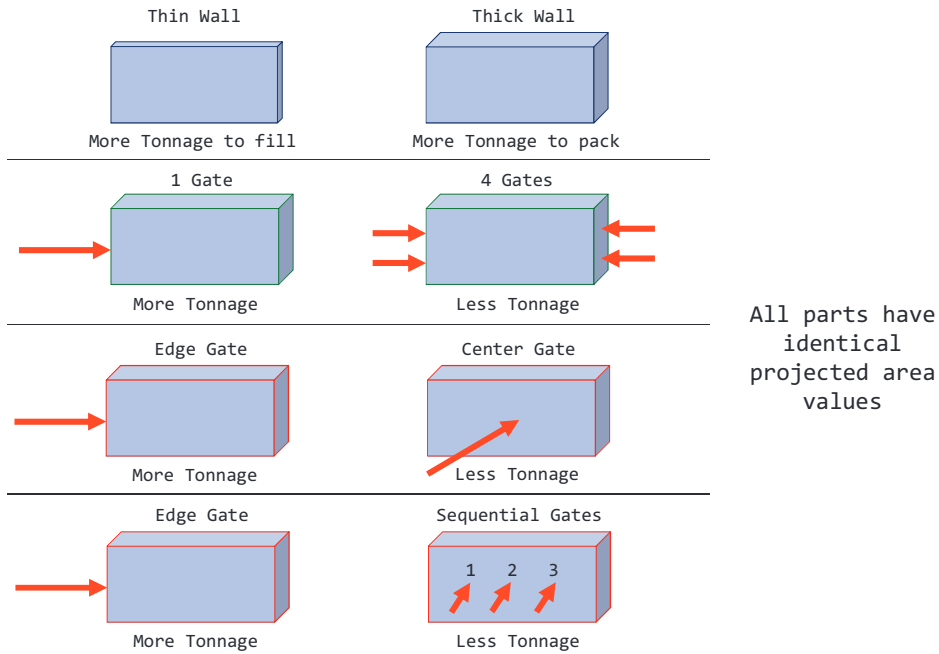 Thin Wall
Thick Wall
More Tonnage to fill
More Tonnage to pack
1 Gate
4 Gates
More Tonnage
Less Tonnage
Edge Gate
Center Gate
More Tonnage
Less Tonnage
Edge Gate
Sequential Gates
1 2 3
More Tonnage
Less Tonnage
All parts have
identical
projected area
values